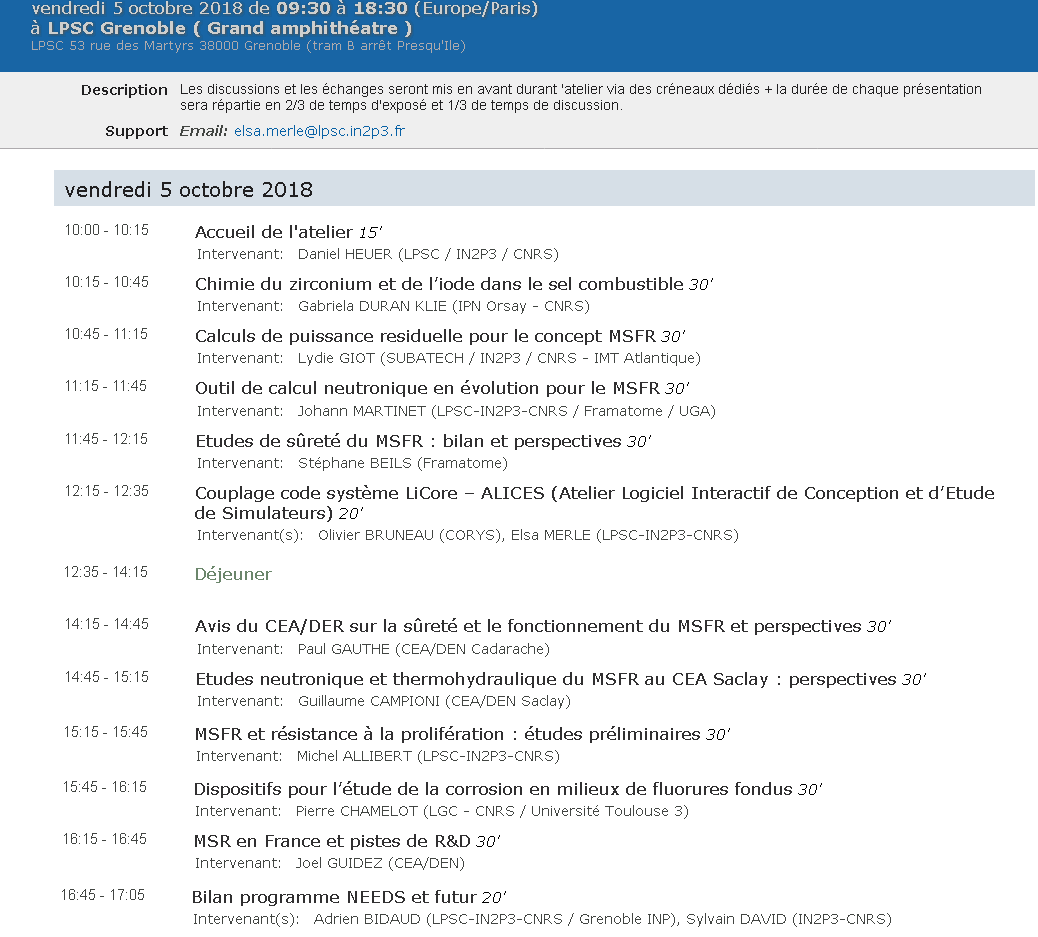 vendredi 5 octobre 2018 de 09:30 à 18:30 (Europe/Paris)
à LPSC Grenoble ( Grand amphithéatre )
LPSC 53 rue des Martyrs 38000 Grenoble (tram B arrêt Presqu'Ile)
Description Les discussions et les échanges seront mis en avant durant 'atelier via des créneaux dédiés + la durée de chaque présentation
sera répartie en 2/3 de temps d'exposé et 1/3 de temps de discussion.
Support Email: elsa.merle@lpsc.in2p3.fr
vendredi 5 octobre 2018
10:00 - 10:15 Accueil de l'atelier 15'
Intervenant: Daniel HEUER (LPSC / IN2P3 / CNRS)
10:15 - 10:45 Chimie du zirconium et de l’iode dans le sel combustible 30'
Intervenant: Gabriela DURAN KLIE (IPN Orsay - CNRS)
10:45 - 11:15 Calculs de puissance residuelle pour le concept MSFR 30'
Intervenant: Lydie GIOT (SUBATECH / IN2P3 / CNRS - IMT Atlantique)
11:15 - 11:45 Outil de calcul neutronique en évolution pour le MSFR 30'
Intervenant: Johann MARTINET (LPSC-IN2P3-CNRS / Framatome / UGA)
11:45 - 12:15 Etudes de sûreté du MSFR : bilan et perspectives 30'
Intervenant: Stéphane BEILS (Framatome)
12:15 - 12:35 Couplage code système LiCore – ALICES (Atelier Logiciel Interactif de Conception et d’Etude
de Simulateurs) 20'
Intervenant(s): Olivier BRUNEAU (CORYS), Elsa MERLE (LPSC-IN2P3-CNRS)
12:35 - 14:15 Déjeuner
14:15 - 14:45 Avis du CEA/DER sur la sûreté et le fonctionnement du MSFR et perspectives 30'
Intervenant: Paul GAUTHE (CEA/DEN Cadarache)
14:45 - 15:15 Etudes neutronique et thermohydraulique du MSFR au CEA Saclay : perspectives 30'
Intervenant: Guillaume CAMPIONI (CEA/DEN Saclay)
15:15 - 15:45 MSFR et résistance à la prolifération : études préliminaires 30'
Intervenant: Michel ALLIBERT (LPSC-IN2P3-CNRS)
15:45 - 16:15 Dispositifs pour l’étude de la corrosion en milieux de fluorures fondus 30'
Intervenant: Pierre CHAMELOT (LGC - CNRS / Université Toulouse 3)
16:15 - 16:45 MSR en France et pistes de R&D 30'
Intervenant: Joel GUIDEZ (CEA/DEN)
16:45 - 17:05 Bilan programme NEEDS et futur 20'
Intervenant(s): Adrien BIDAUD (LPSC-IN2P3-CNRS / Grenoble INP), Sylvain DAVID (IN2P3-CNRS)